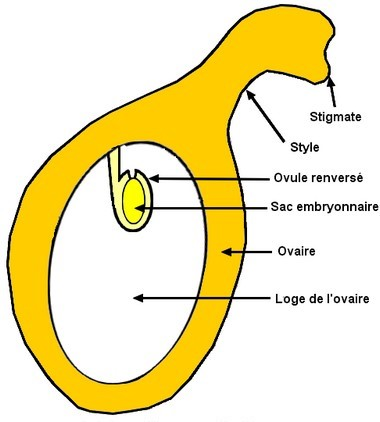 Stigmate
Style
Ovule renversé
Sac embryonnaire
Ovaire
Loge de l'ovaire